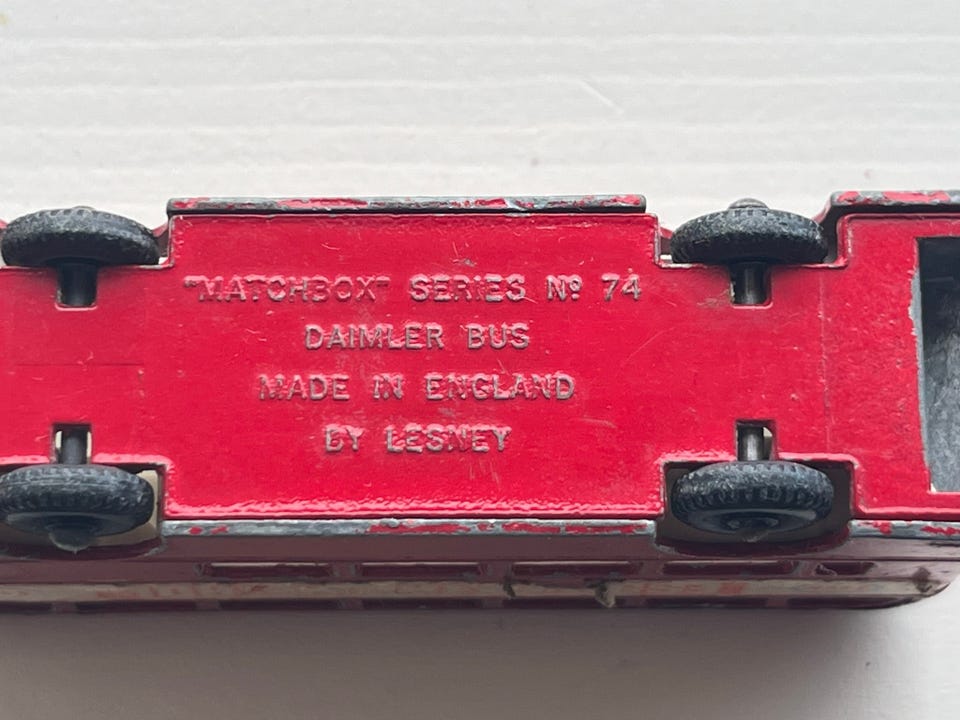 "MATCHBOX" SERIES Nº 74
DAIMLER BUS
MADE IN ENGLAND
BY LESNEY